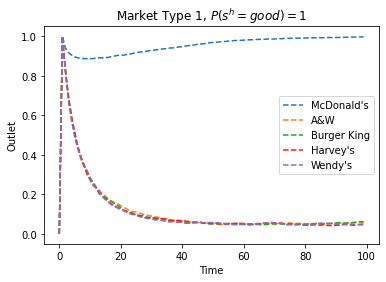 Market Type 1, P(s^h = good) = 1
Outlet
1.0
0.8
0.6
0.4
0.2
0.0
McDonald's
A&W
Burger King
Harvey's
Wendy's
0 20 40 60 80 100
Time